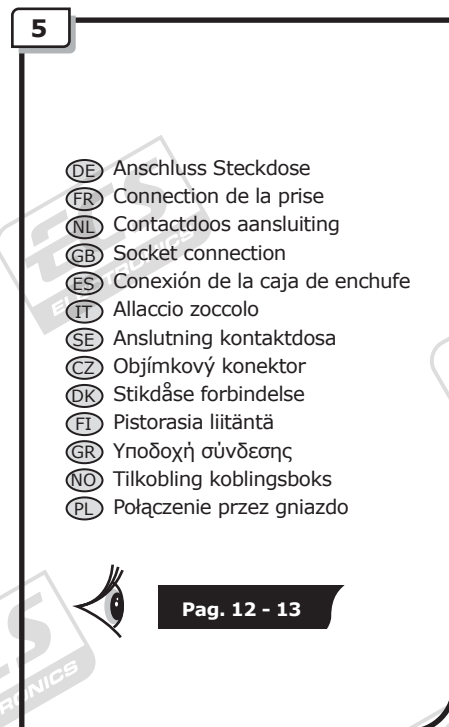 5
DE Anschluss Steckdose
FR Connection de la prise
NL Contactdoos aansluiting
GB Socket connection
ES Conexión de la caja de enchufe
IT Allaccio zoccolo
SE Anslutning kontaktdosa
CZ Objímkový konektor
DK Stikdåse forbindelse
FI Pistorasia liitäntä
GR Υποδοχή σύνδεσης
NO Tilkobling koblingsboks
PL Połączenie przez gniazdo
Pag. 12 - 13